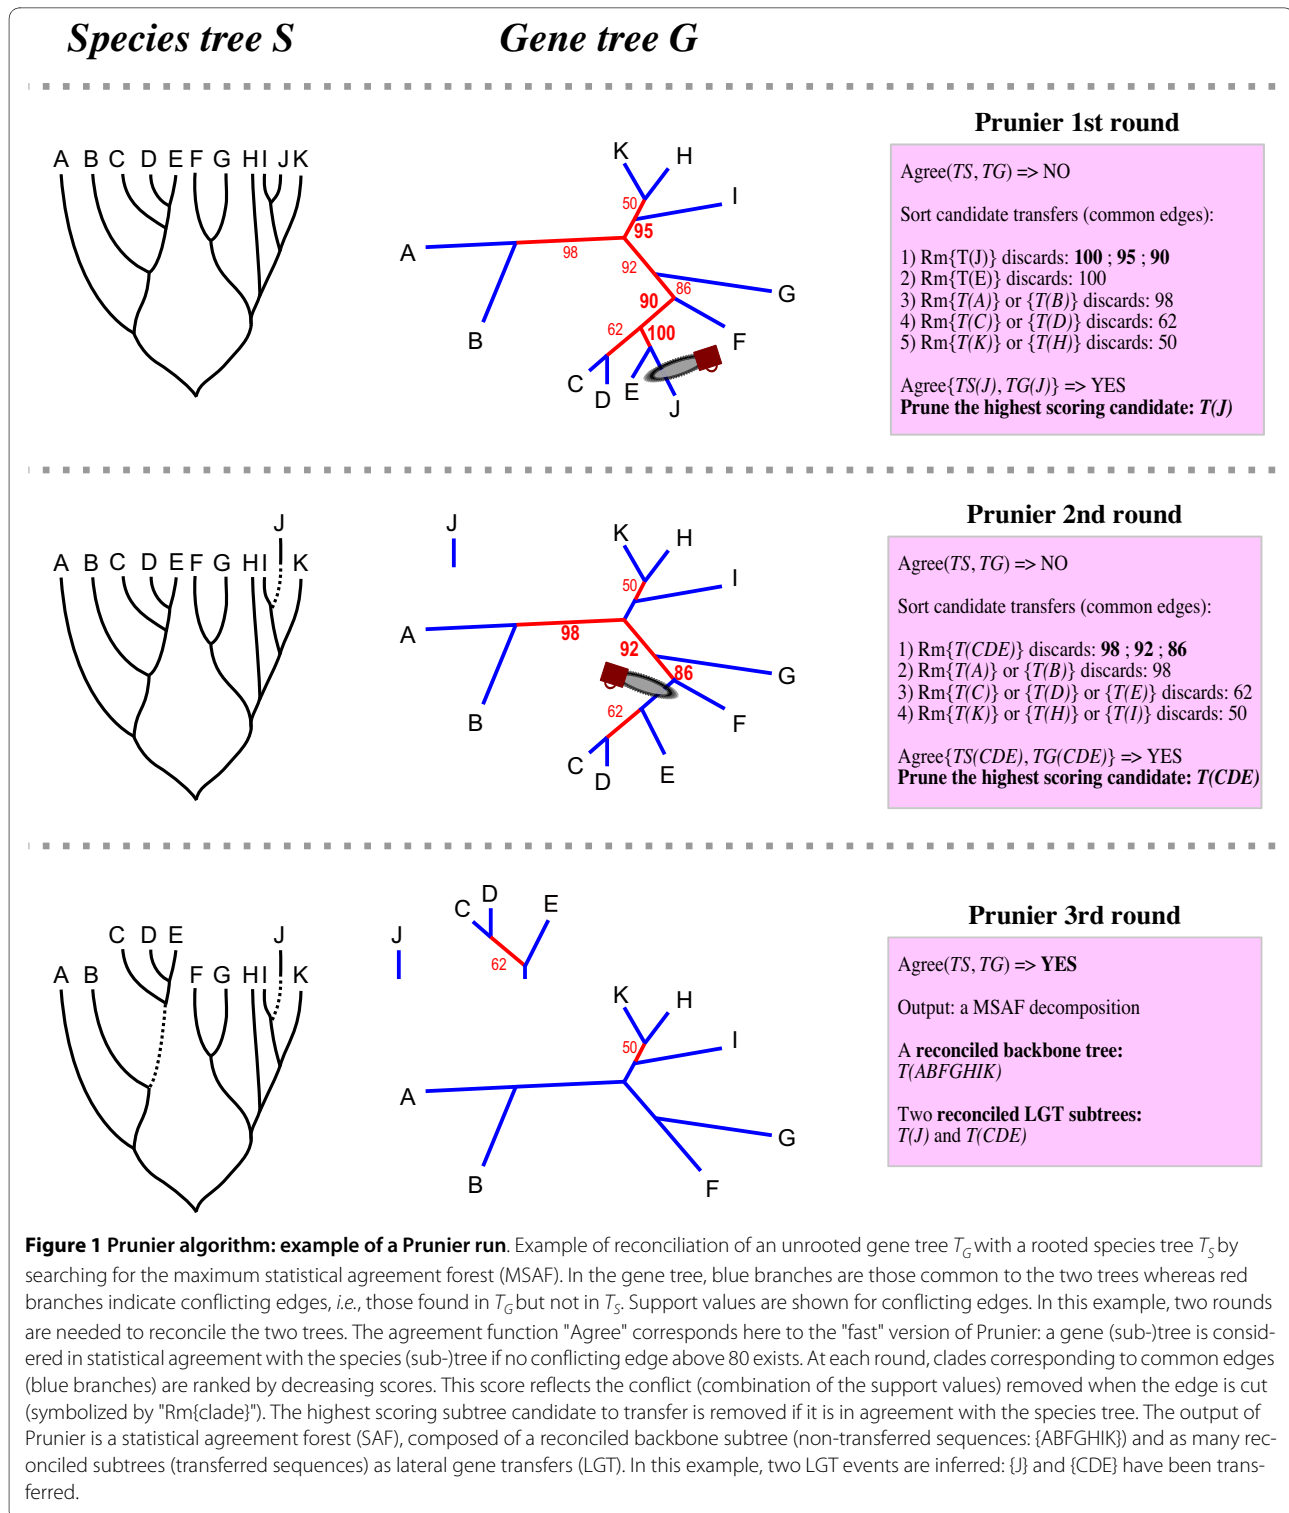 Species tree S
Gene tree G
Prunier 1st round
A B C D E F G H I J K
K
H
I
50
95
A
98
92
86
G
90
B
62
100
F
C
D
E
J
Agree(TS, TG) => NO
Sort candidate transfers (common edges):
1) Rm{T(J)} discards: 100 ; 95 ; 90
2) Rm{T(E)} discards: 100
3) Rm{T(A)} or {T(B)} discards: 98
4) Rm{T(C)} or {T(D)} discards: 62
5) Rm{T(K)} or {T(H)} discards: 50
Agree{TS(J), TG(J)} => YES
Prune the highest scoring candidate: T(J)
Prunier 2nd round
J
A B C D E F G H I K
J
K
H
I
50
A
98
92
86
G
B
62
F
C
D
E
Agree(TS, TG) => NO
Sort candidate transfers (common edges):
1) Rm{T(CDE)} discards: 98 ; 92 ; 86
2) Rm{T(A)} or {T(B)} discards: 98
3) Rm{T(C)} or {T(D)} or {T(E)} discards: 62
4) Rm{T(K)} or {T(H)} or {T(I)} discards: 50
Agree{TS(CDE), TG(CDE)} => YES
Prune the highest scoring candidate: T(CDE)
Prunier 3rd round
C D E J
A B F G H I K
J
C
D
E
62
K
H
I
50
A
B
G
F
Agree(TS, TG) => YES
Output: a MSAF decomposition
A reconciled backbone tree:
T(ABFGHIK)
Two reconciled LGT subtrees:
T(J) and T(CDE)
Figure 1 Prunier algorithm: example of a Prunier run. Example of reconciliation of an unrooted gene tree TG with a rooted species tree TS by
searching for the maximum statistical agreement forest (MSAF). In the gene tree, blue branches are those common to the two trees whereas red
branches indicate conflicting edges, i.e., those found in TG but not in TS. Support values are shown for conflicting edges. In this example, two rounds
are needed to reconcile the two trees. The agreement function "Agree" corresponds here to the "fast" version of Prunier: a gene (sub-)tree is consid-
ered in statistical agreement with the species (sub-)tree if no conflicting edge above 80 exists. At each round, clades corresponding to common edges
(blue branches) are ranked by decreasing scores. This score reflects the conflict (combination of the support values) removed when the edge is cut
(symbolized by "Rm{clade}"). The highest scoring subtree candidate to transfer is removed if it is in agreement with the species tree. The output of
Prunier is a statistical agreement forest (SAF), composed of a reconciled backbone subtree (non-transferred sequences: {ABFGHIK}) and as many rec-
onciled subtrees (transferred sequences) as lateral gene transfers (LGT). In this example, two LGT events are inferred: {J} and {CDE} have been trans-
ferred.